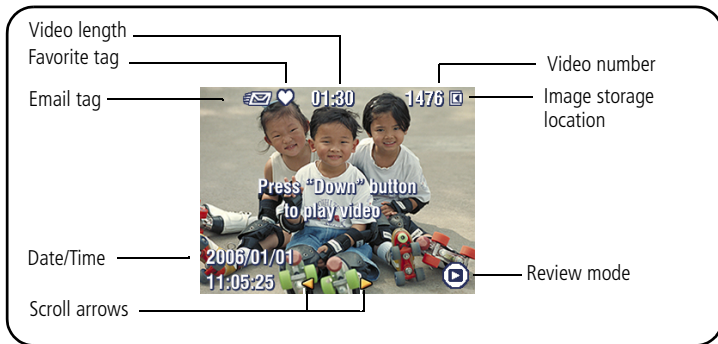 Video length
Favorite tag
Email tag
Video number
Image storage
location
01:30
1476
Press “Down” button
to play video
2006/01/01
11:05:25
Date/Time
Scroll arrows
Review mode